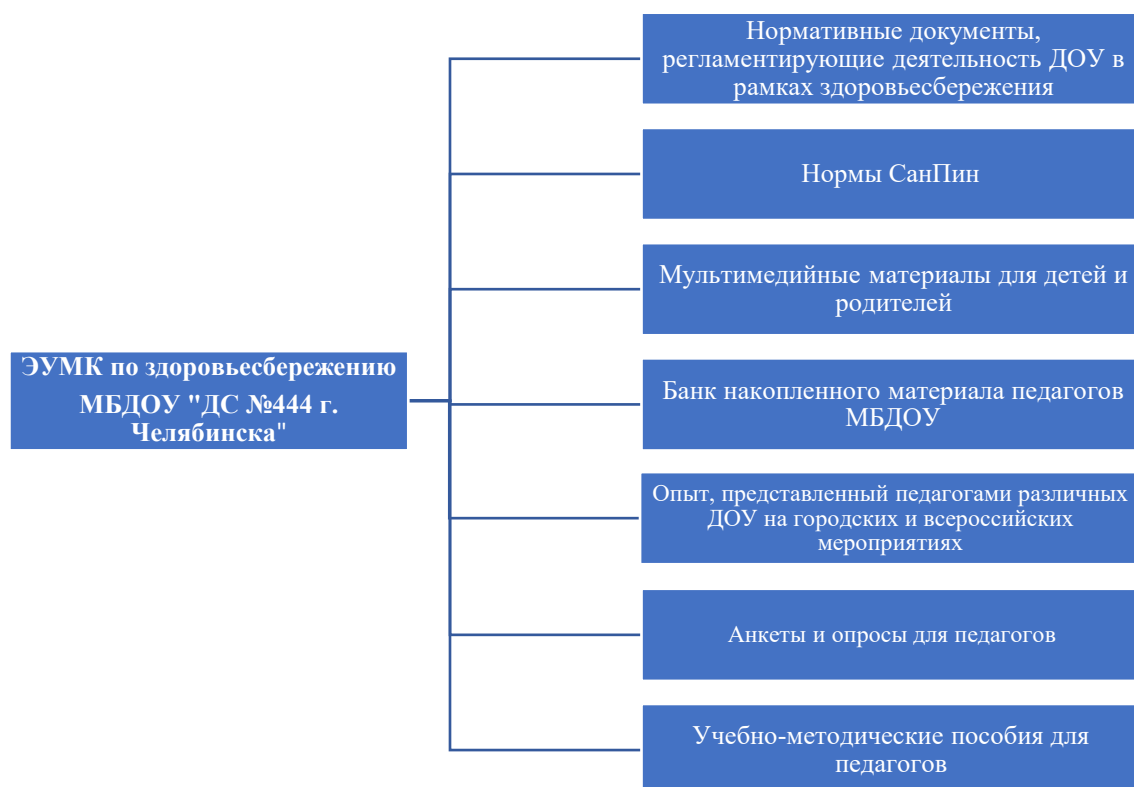 Нормативные документы,
регламентирующие деятельность ДОУ в
рамках здоровьесбережения
Нормы СанПин
Мультимедийные материалы для детей и
родителей
ЭУМК по здоровьесбережению
МБДОУ "ДС №444 г.
Челябинска"
Банк накопленного материала педагогов
МБДОУ
Опыт, представленный педагогами различных
ДОУ на городских и всероссийских
мероприятиях
Анкеты и опросы для педагогов
Учебно-методические пособия для
педагогов